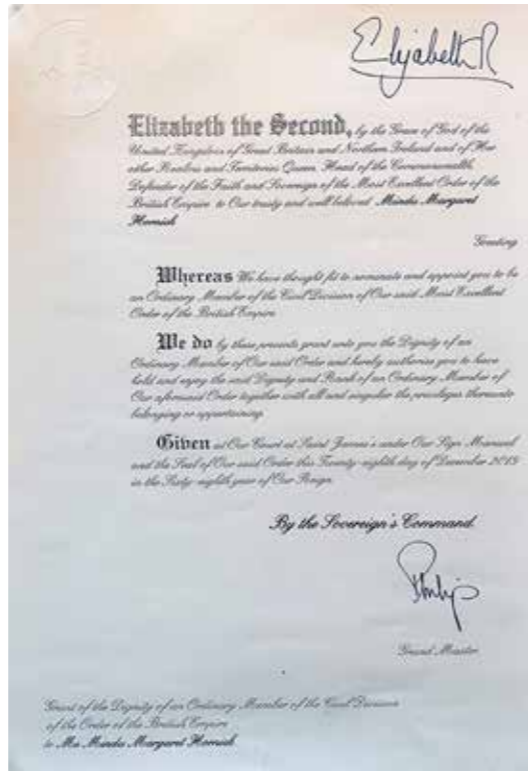 Elizabeth R
Elizabeth the Second, by the Grace of God of the
United Kingdom of Great Britain and Northern Ireland and of Her
other Realms and Territories Queen, Head of the Commonwealth,
Defender of the Faith and Sovereign of the Most Excellent Order of the
British Empire to Our trusty and well beloved Margaret
Greeting
Whereas We have thought fit to nominate and appoint you to be
an Ordinary Member of the Civil Division of Our said Most Excellent
Order of the British Empire
We do by these presents grant unto you the Dignity of an
Ordinary Member of Our said Order and hereby authorise you to have
hold and enjoy the said Dignity and Rank of an Ordinary Member of
Our aforesaid Order together with all and singular the privileges thereunto
belonging or appertaining.
Given at Our Court at Saint James's under Our Sign Manual
and the Seal of Our said Order this Twenty-eighth day of December 2019
in the Sixty-eighth year of Our Reign.
By the Sovereign's Command.
Philip
Grand Master
Grant of the Dignity of an Ordinary Member of the Civil Division
of the Order of the British Empire
to Margaret